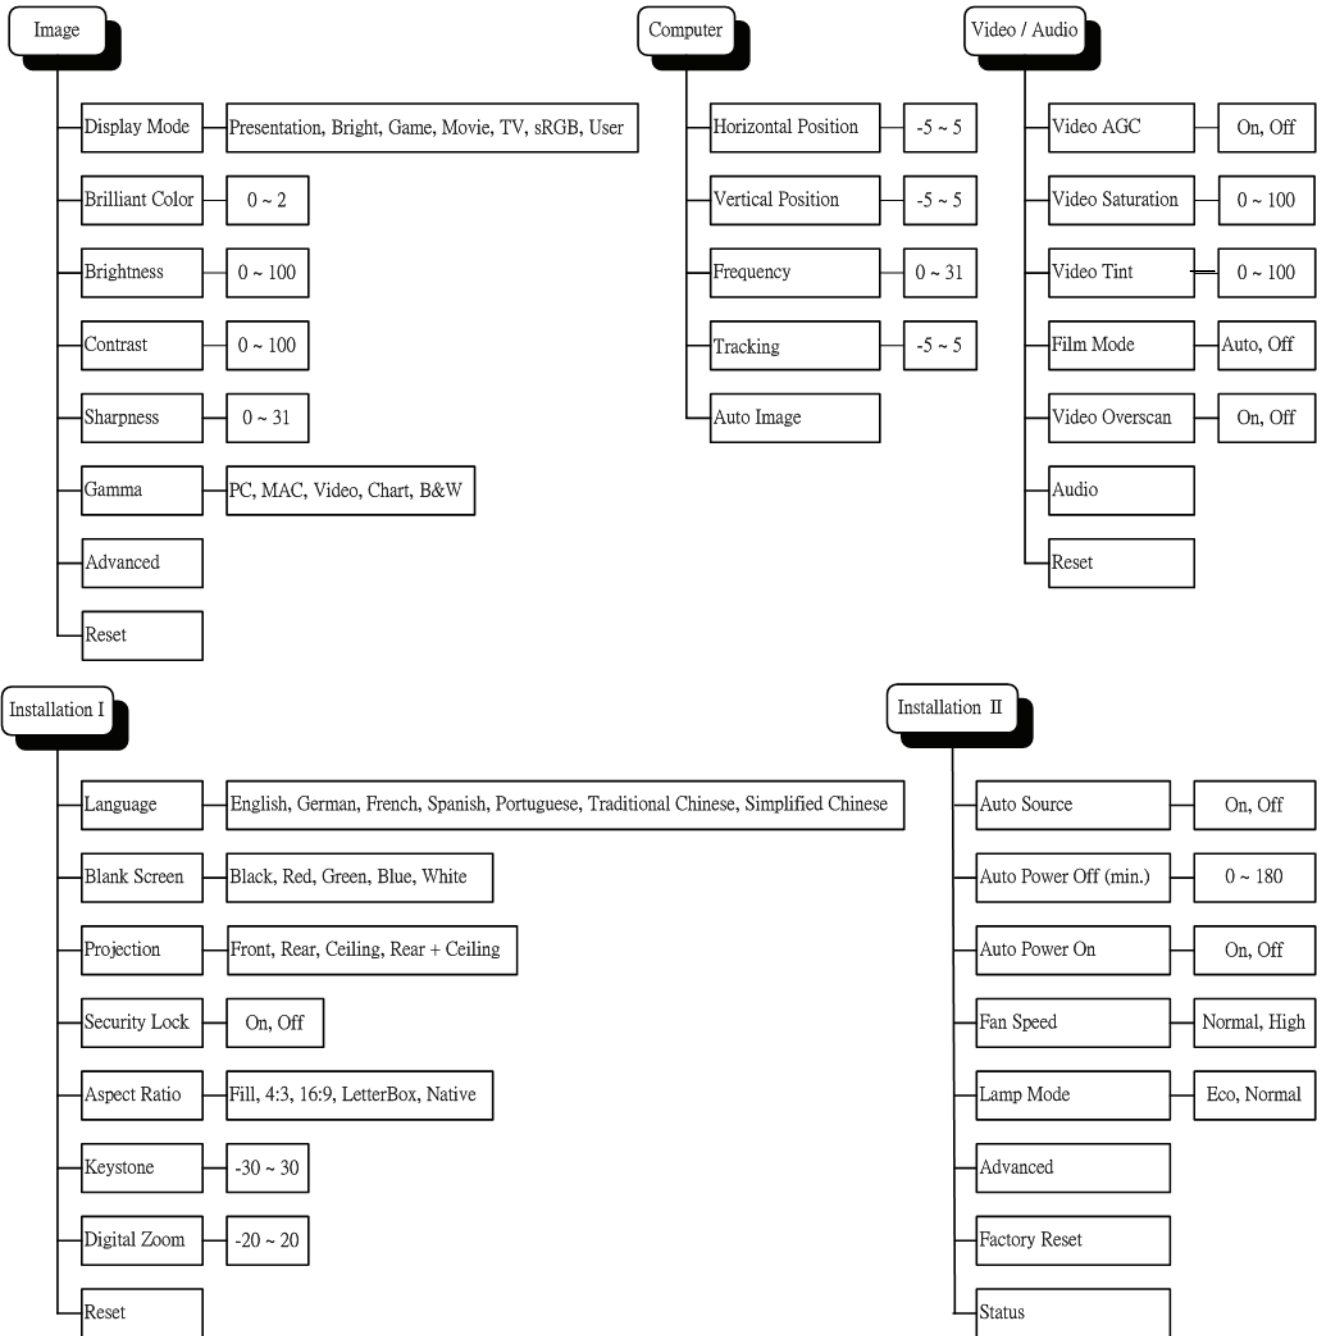 Image
Display Mode
Presentation, Bright, Game, Movie, TV, sRGB, User
Brilliant Color
0 ~ 2
Brightness
0 ~ 100
Contrast
0 ~ 100
Sharpness
0 ~ 31
Gamma
PC, MAC, Video, Chart, B&W
Advanced
Reset
Computer
Horizontal Position
-5 ~ 5
Vertical Position
-5 ~ 5
Frequency
0 ~ 31
Tracking
-5 ~ 5
Auto Image
Video / Audio
Video AGC
On, Off
Video Saturation
0 ~ 100
Video Tint
0 ~ 100
Film Mode
Auto, Off
Video Overscan
On, Off
Audio
Reset
Installation I
Language
English, German, French, Spanish, Portuguese, Traditional Chinese, Simplified Chinese
Blank Screen
Black, Red, Green, Blue, White
Projection
Front, Rear, Ceiling, Rear + Ceiling
Security Lock
On, Off
Aspect Ratio
Fill, 4:3, 16:9, LetterBox, Native
Keystone
-30 ~ 30
Digital Zoom
-20 ~ 20
Reset
Installation II
Auto Source
On, Off
Auto Power Off (min.)
0 ~ 180
Auto Power On
On, Off
Fan Speed
Normal, High
Lamp Mode
Eco, Normal
Advanced
Factory Reset
Status